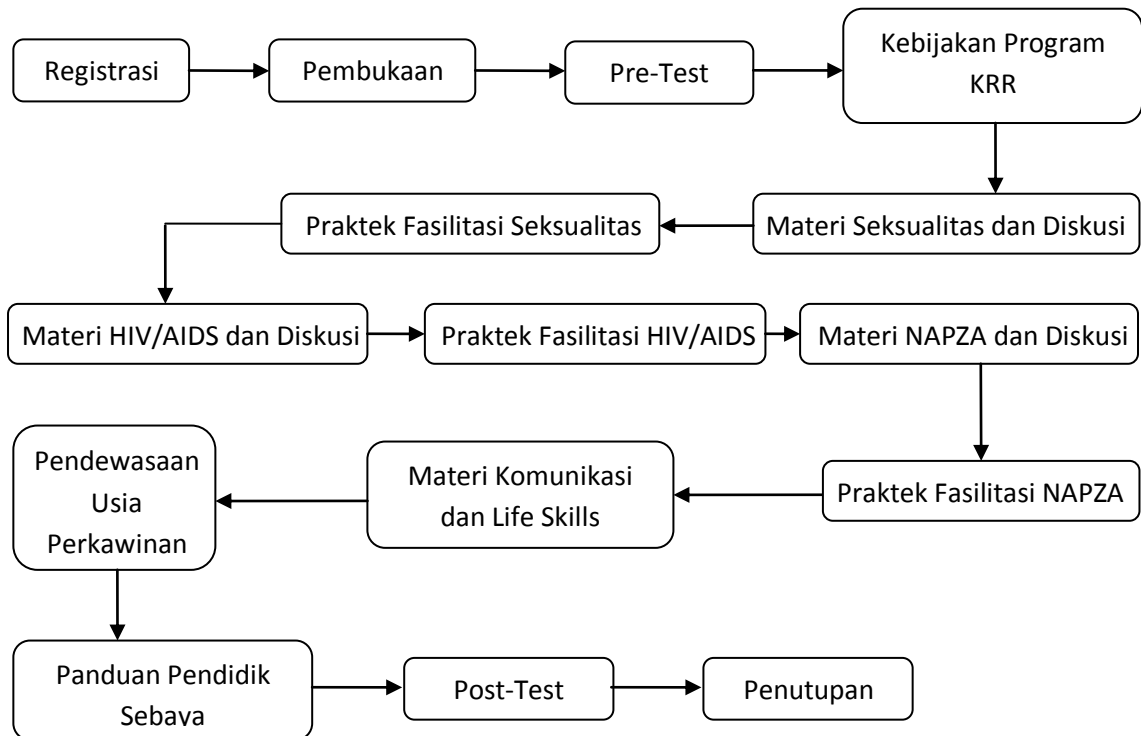 Registrasi
Pembukaan
Pre-Test
Kebijakan Program
KRR
Materi Seksualitas dan Diskusi
Praktek Fasilitasi Seksualitas
Materi HIV/AIDS dan Diskusi
Praktek Fasilitasi HIV/AIDS
Materi NAPZA dan Diskusi
Praktek Fasilitasi NAPZA
Materi Komunikasi
dan Life Skills
Pendewasaan
Usia
Perkawinan
Panduan Pendidik
Sebava
Post-Test
Penutupan